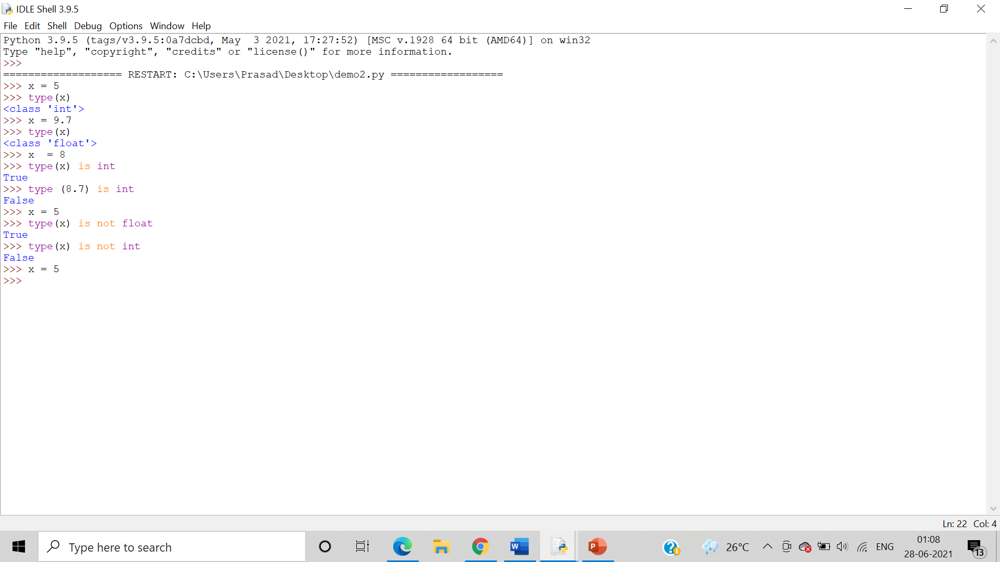 IDLE Shell 3.9.5
File Edit Shell Debug Options Window Help
Python 3.9.5 (tags/v3.9.5:0a7dcbd, May  3 2021, 17:27:52) [MSC v.1928 64 bit (AMD64)] on win32
Type "help", "copyright", "credits" or "license()" for more information.
>>>
=================== RESTART: C:\Users\Prasad\Desktop\demo2.py ==================
>>> x = 5
>>> type(x)
<class 'int'>
>>> x = 9.7
>>> type(x)
<class 'float'>
>>> x  = 8
>>> type(x) is int
True
>>> type (8.7) is int
False
>>> x = 5
>>> type(x) is not float
True
>>> type(x) is not int
False
>>> x = 5
>>>
Ln: 22 Col: 4
Type here to search
W
P
26°C
ENG
01:08
28-06-2021
13